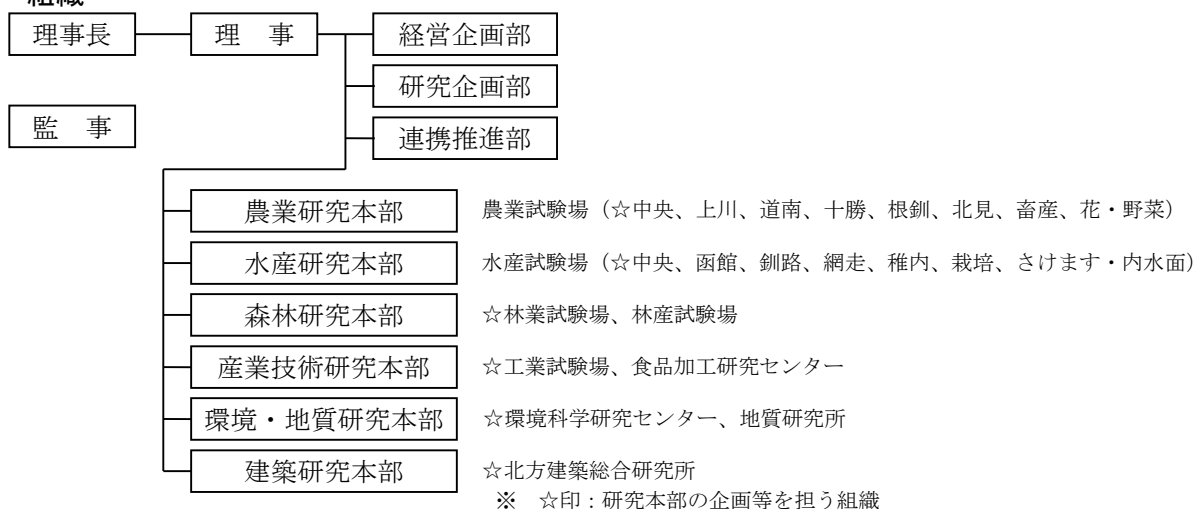 組織
理事長 理　事 経営企画部
研究企画部
監　事 連携推進部
農業研究本部 農業試験場（☆中央、上川、道南、十勝、根釧、北見、畜産、花・野菜）
水産研究本部 水産試験場（☆中央、函館、釧路、網走、稚内、栽培、さけます・内水面）
森林研究本部 ☆林業試験場、林産試験場
産業技術研究本部 ☆工業試験場、食品加工研究センター
環境・地質研究本部 ☆環境科学研究センター、地質研究所
建築研究本部 ☆北方建築総合研究所
※　☆印：研究本部の企画等を担う組織